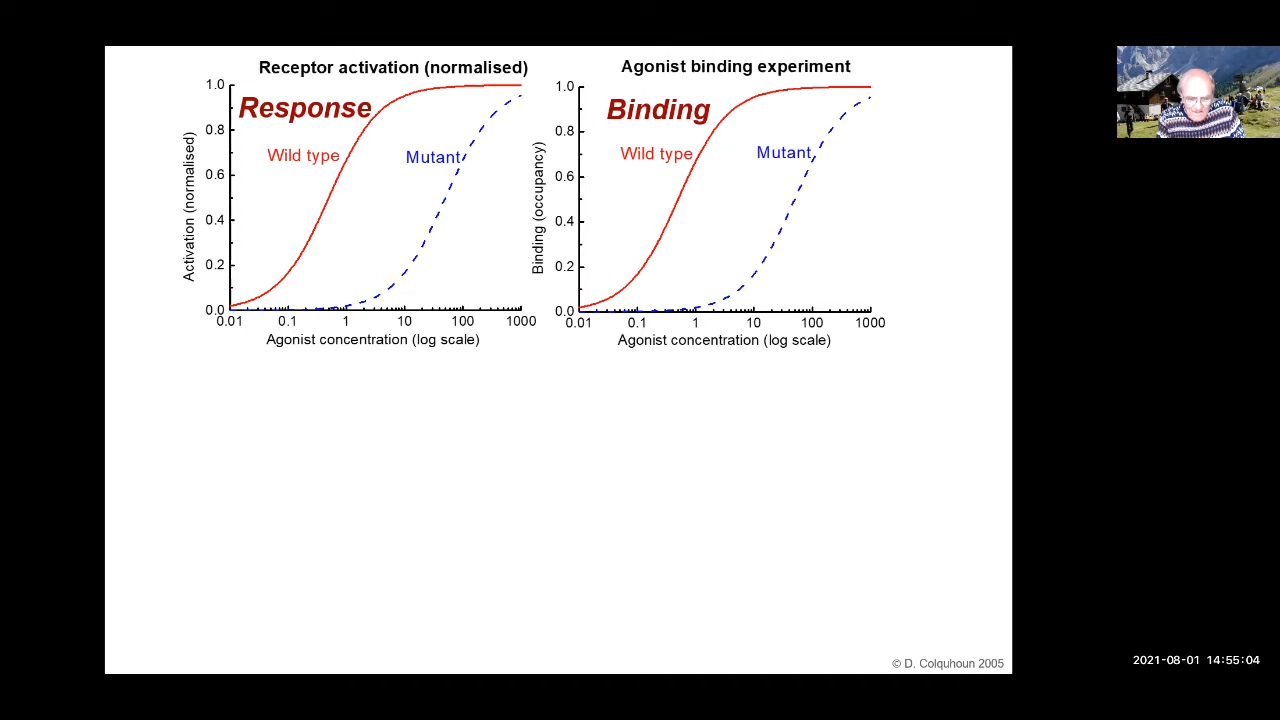 Receptor activation (normalised)
Response
Wild type
Mutant
Activation (normalised)
1.0
0.8
0.6
0.4
0.2
0.0
0.01 0.1 1 10 100 1000
Agonist concentration (log scale)
Agonist binding experiment
Binding
Wild type
Mutant
Binding (occupancy)
1.0
0.8
0.6
0.4
0.2
0.0
0.01 0.1 1 10 100 1000
Agonist concentration (log scale)
© D. Colquhoun 2005
2021-08-01 14:55:04